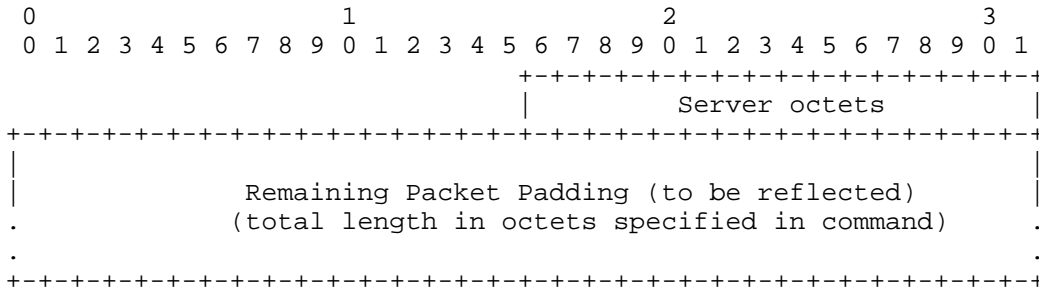 0                   1                   2                   3
0 1 2 3 4 5 6 7 8 9 0 1 2 3 4 5 6 7 8 9 0 1 2 3 4 5 6 7 8 9 0 1
                                +-+-+-+-+-+-+-+-+-+-+-+-+-+-+-+-+
                                |         Server octets         |
+-+-+-+-+-+-+-+-+-+-+-+-+-+-+-+-+-+-+-+-+-+-+-+-+-+-+-+-+-+-+-+-+
|                                                               |
|              Remaining Packet Padding (to be reflected)       |
.             (total length in octets specified in command)     .
.                                                               .
+-+-+-+-+-+-+-+-+-+-+-+-+-+-+-+-+-+-+-+-+-+-+-+-+-+-+-+-+-+-+-+-+